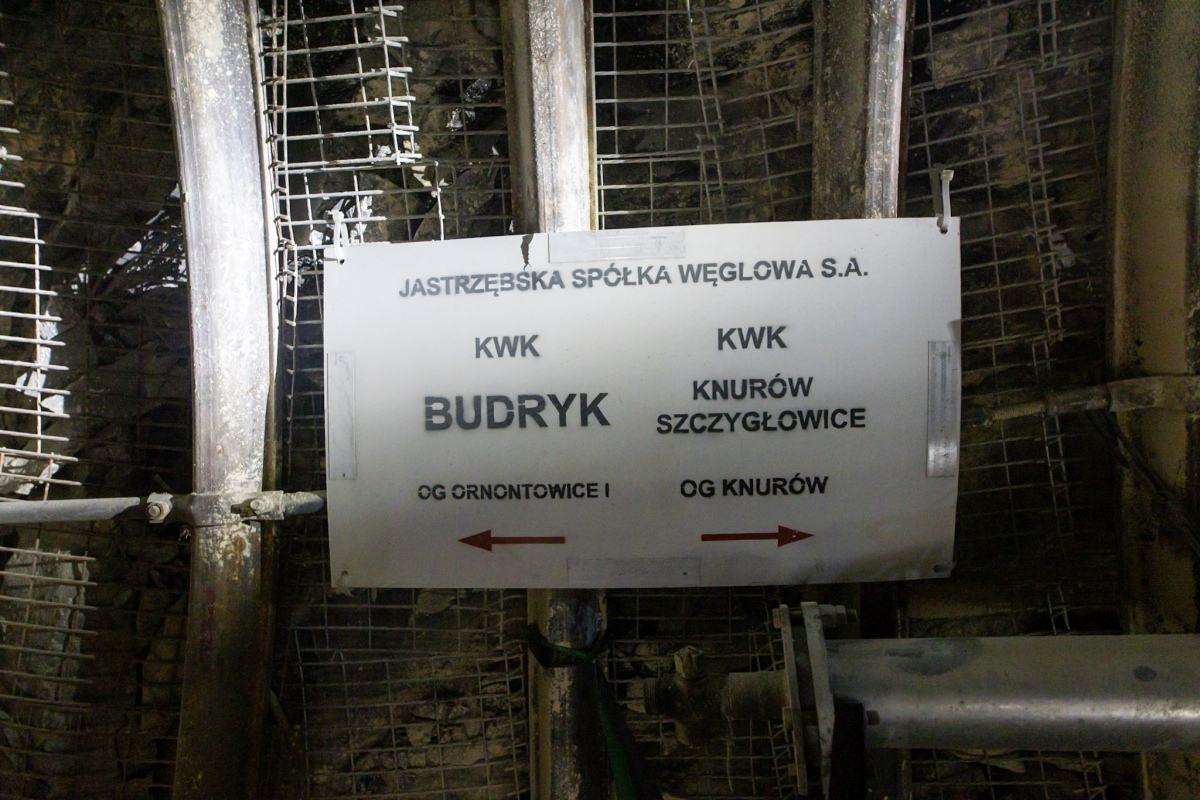 JASTRZĘBSKA SPÓŁKA WĘGLOWA S.A.
KWK
BUDRYK
OG ORNONTOWICE I
KWK
KNURÓW
SZCZYGŁOWICE
OG KNURÓW